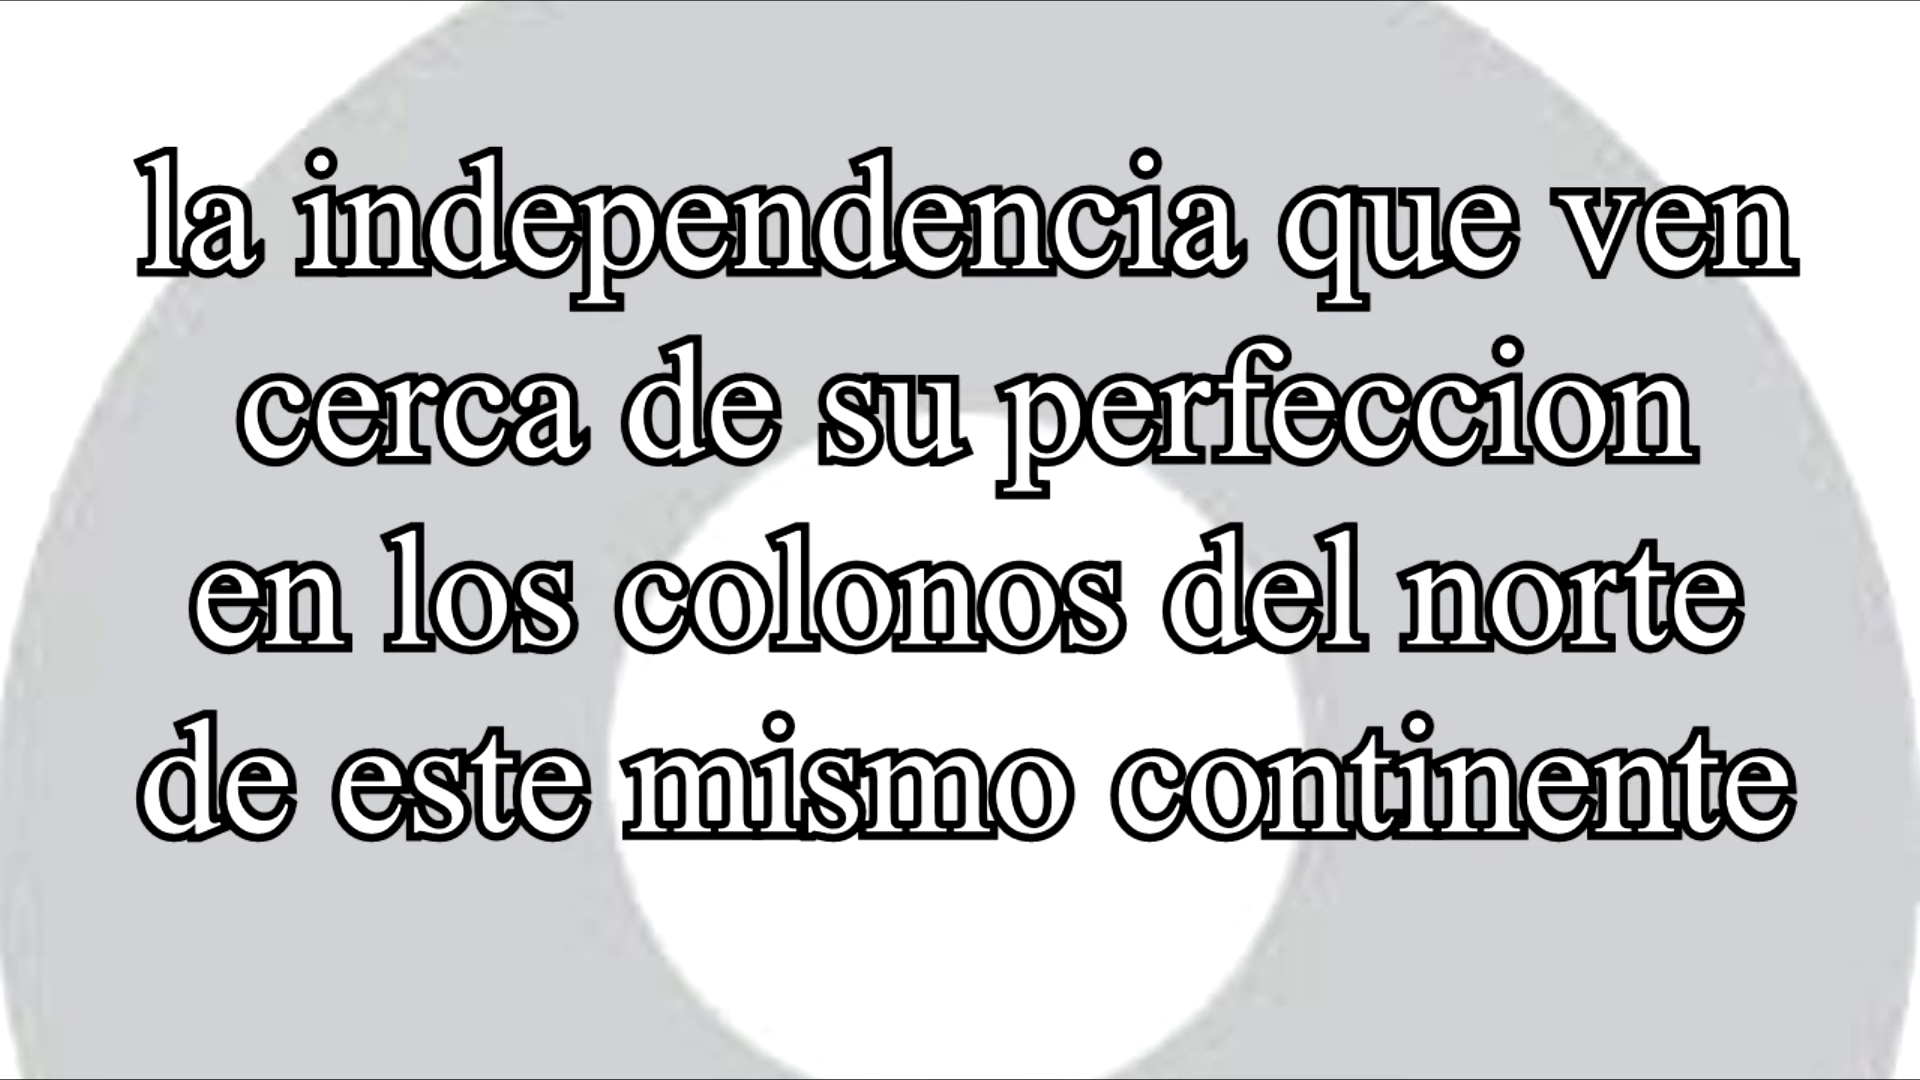 la independencia que ven
cerca de su perfeccion
en los colonos del norte
de este mismo continente